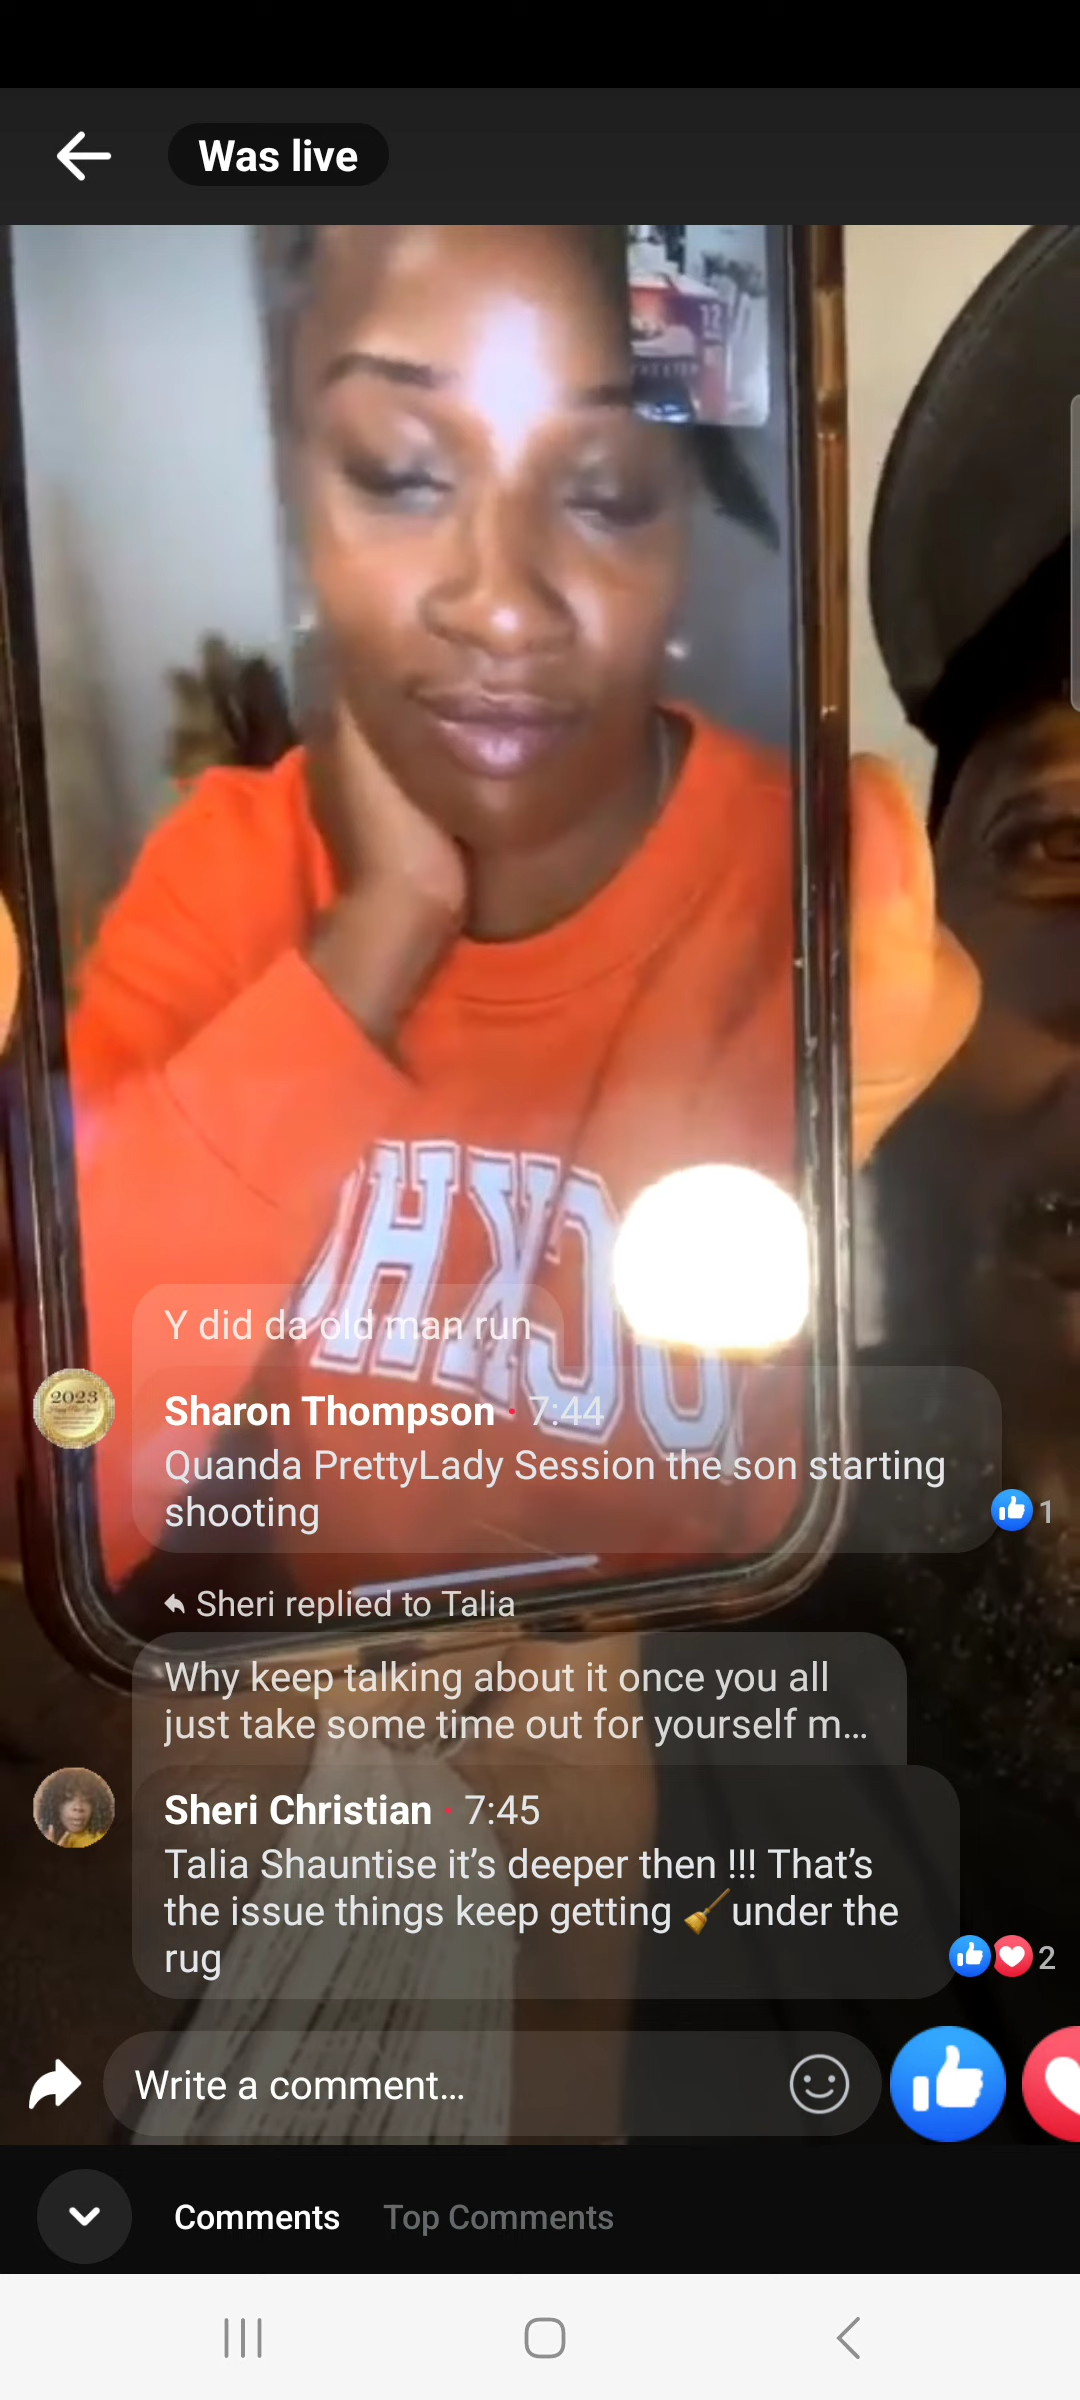 Was live
12
CKH
Y did da old man run
2023
Sharon Thompson • 7:44
Quanda PrettyLady Session the son starting
shooting
1
Sheri replied to Talia
Why keep talking about it once you all
just take some time out for yourself m...
Sheri Christian • 7:45
Talia Shauntise it’s deeper then !!! That’s
the issue things keep getting 🧹under the
rug
2
Write a comment...
Comments
Top Comments